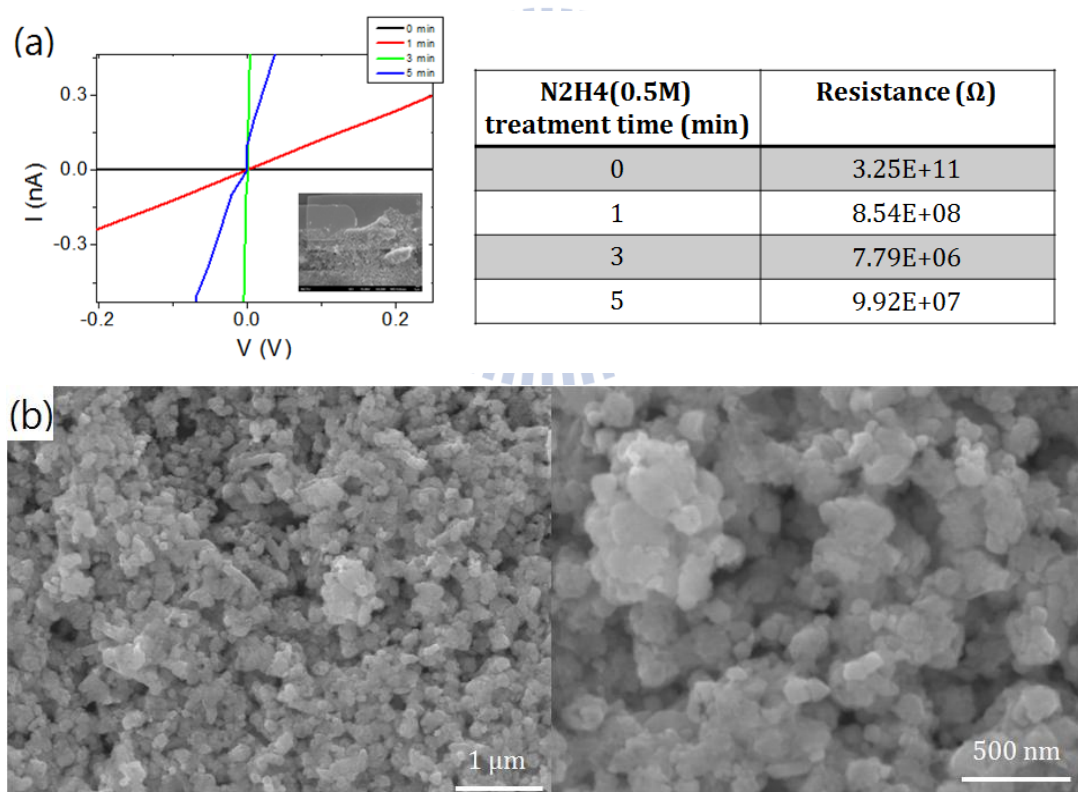 (a)
0 min
1 min
3 min
5 min
0.3
0.0
-0.3
I (nA)
-0.2
0.0
0.2
V (V)
N2H4(0.5M)
treatment time (min)
Resistance (Ω)
0
3.25E+11
1
8.54E+08
3
7.79E+06
5
9.92E+07
(b)
1 μm
500 nm